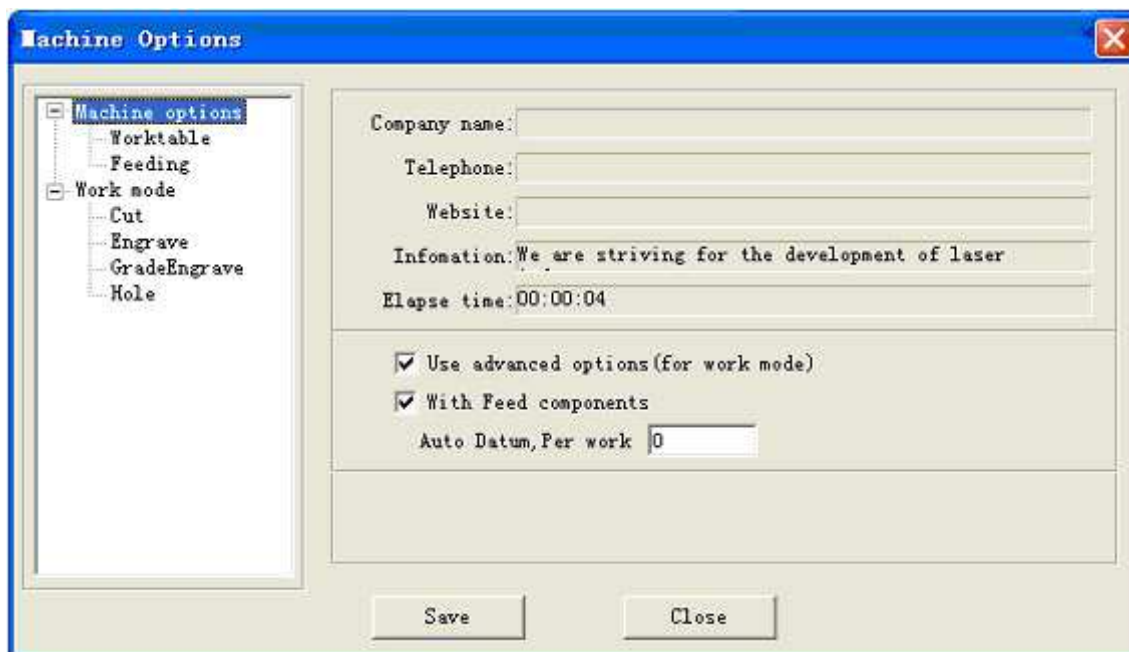 Machine Options
Machine options
Worktable
Feeding
Work mode
Cut
Engrave
GradeEngrave
Hole
Company name:
Telephone:
Website:
Infomation: We are striving for the development of laser
Elapse time: 00:00:04
Use advanced options(for work mode)
With Feed components
Auto Datum,Per work 0
Save
Close